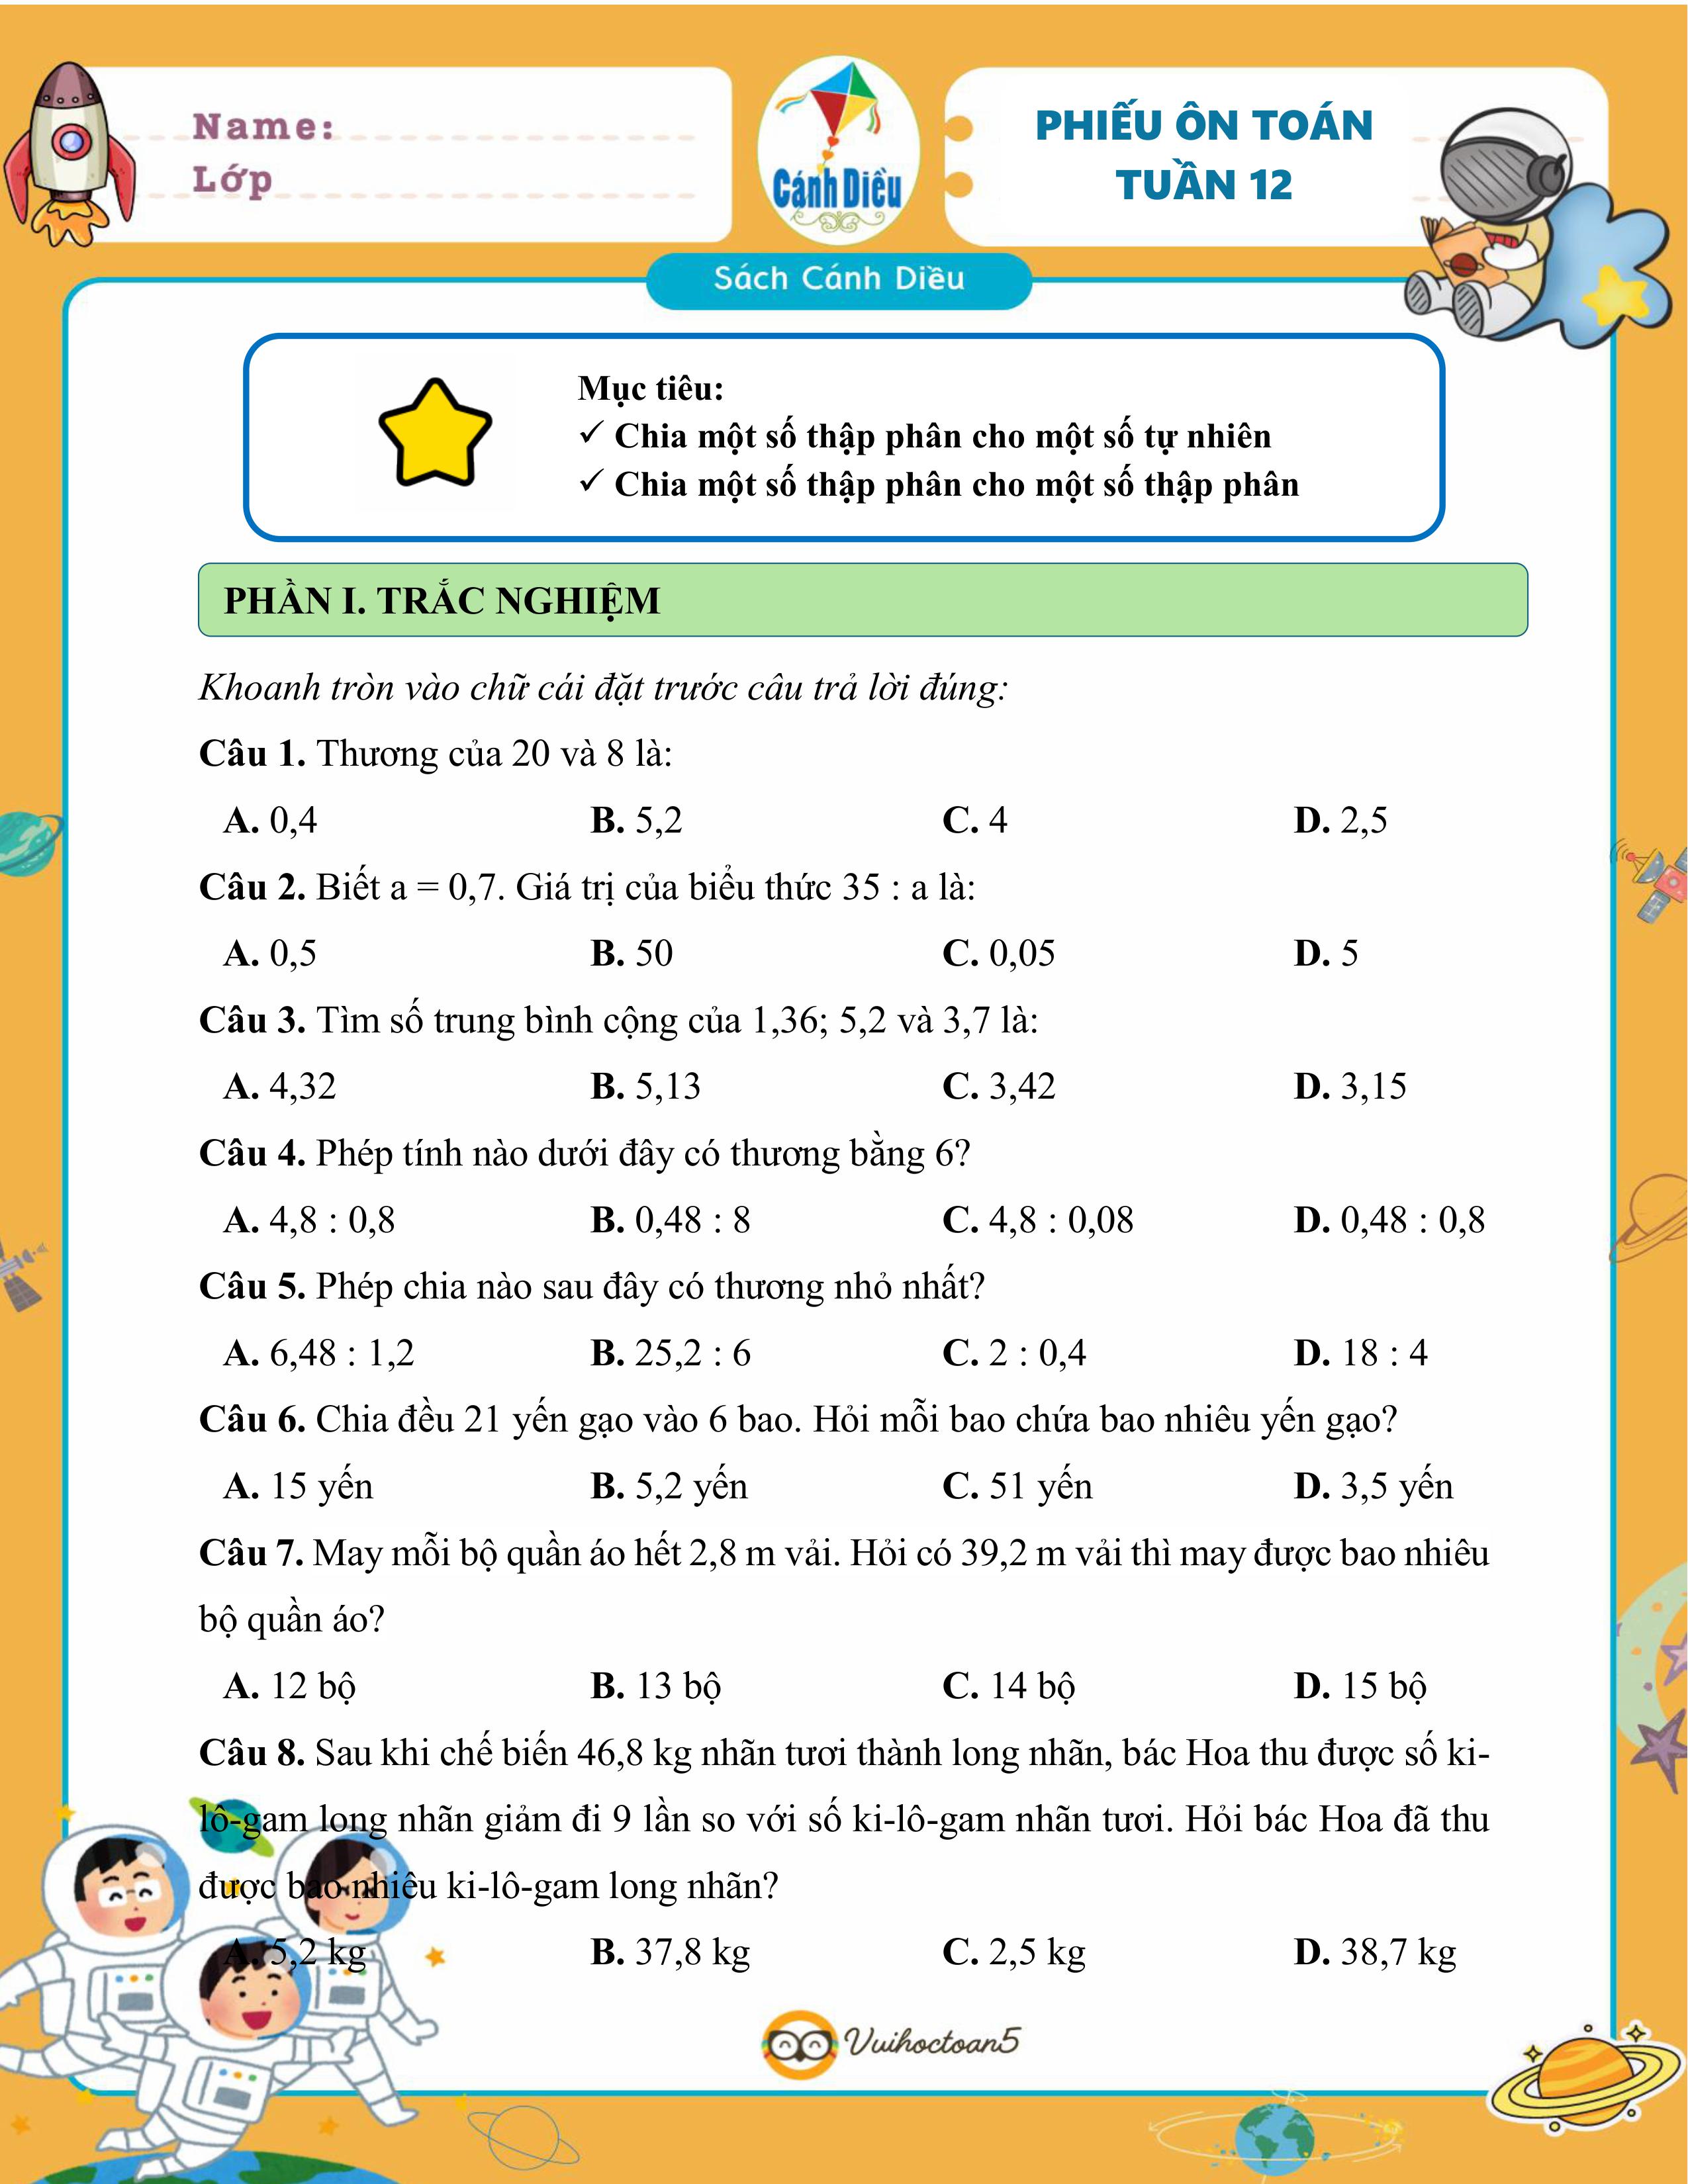 Name:
Lớp
Cánh Diều
PHIẾU ÔN TOÁN
TUẦN 12
Sách Cánh Diều
Mục tiêu:
✓ Chia một số thập phân cho một số tự nhiên
✓ Chia một số thập phân cho một số thập phân
PHẦN I. TRẮC NGHIỆM
Khoanh tròn vào chữ cái đặt trước câu trả lời đúng:
Câu 1. Thương của 20 và 8 là:
A. 0,4 B. 5,2 C. 4 D. 2,5
Câu 2. Biết a = 0,7. Giá trị của biểu thức 35 : a là:
A. 0,5 B. 50 C. 0,05 D. 5
Câu 3. Tìm số trung bình cộng của 1,36; 5,2 và 3,7 là:
A. 4,32 B. 5,13 C. 3,42 D. 3,15
Câu 4. Phép tính nào dưới đây có thương bằng 6?
A. 4,8 : 0,8 B. 0,48 : 8 C. 4,8 : 0,08 D. 0,48 : 0,8
Câu 5. Phép chia nào sau đây có thương nhỏ nhất?
A. 6,48 : 1,2 B. 25,2 : 6 C. 2 : 0,4 D. 18 : 4
Câu 6. Chia đều 21 yến gạo vào 6 bao. Hỏi mỗi bao chứa bao nhiêu yến gạo?
A. 15 yến B. 5,2 yến C. 51 yến D. 3,5 yến
Câu 7. May mỗi bộ quần áo hết 2,8 m vải. Hỏi có 39,2 m vải thì may được bao nhiêu
bộ quần áo?
A. 12 bộ B. 13 bộ C. 14 bộ D. 15 bộ
Câu 8. Sau khi chế biến 46,8 kg nhãn tươi thành long nhãn, bác Hoa thu được số ki-
lô-gam long nhãn giảm đi 9 lần so với số ki-lô-gam nhãn tươi. Hỏi bác Hoa đã thu
được bao nhiêu ki-lô-gam long nhãn?
A. 5,2 kg B. 37,8 kg C. 2,5 kg D. 38,7 kg
Vuihoctoan5